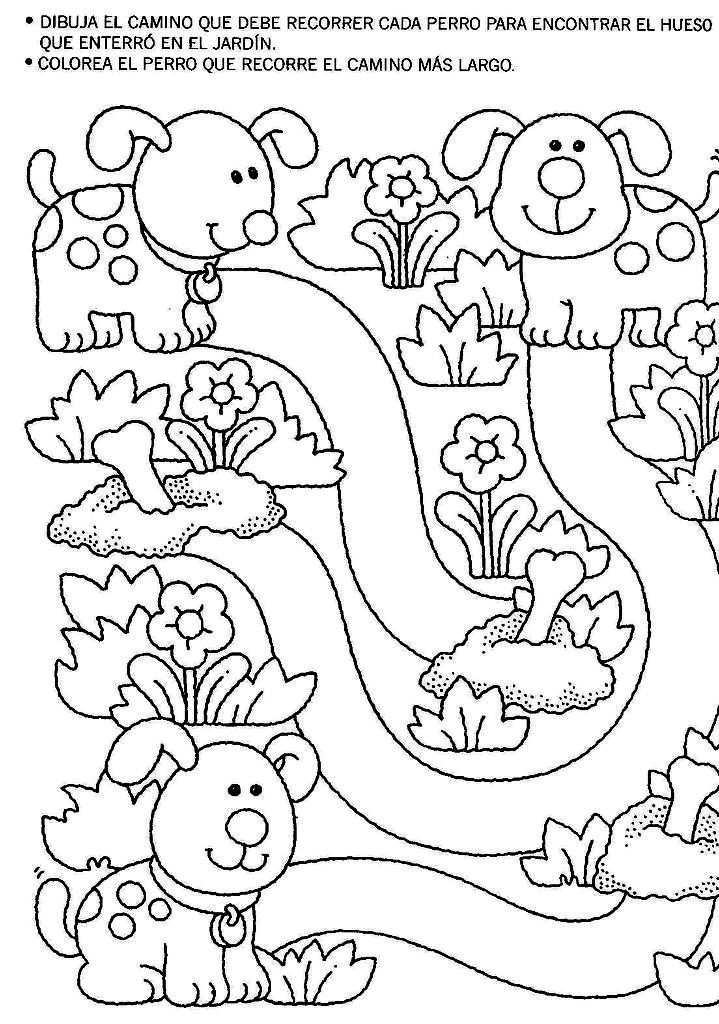 • DIBUJA EL CAMINO QUE DEBE RECORRER CADA PERRO PARA ENCONTRAR EL HUESO
QUE ENTERRÓ EN EL JARDÍN.
• COLOREA EL PERRO QUE RECORRE EL CAMINO MÁS LARGO.